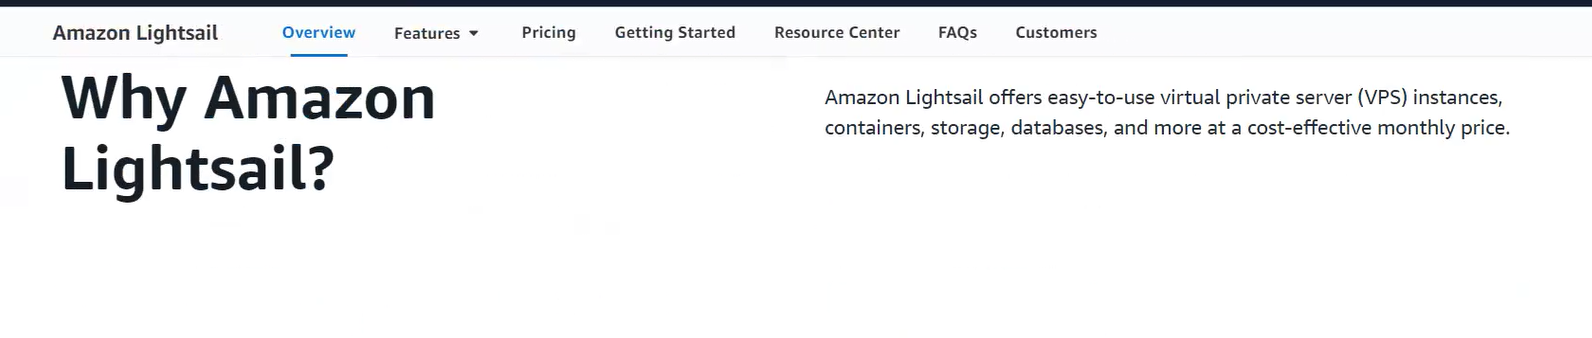 Amazon Lightsail Overview Features Pricing Getting Started Resource Center FAQs Customers
Why Amazon
Lightsail?
Amazon Lightsail offers easy-to-use virtual private server (VPS) instances,
containers, storage, databases, and more at a cost-effective monthly price.